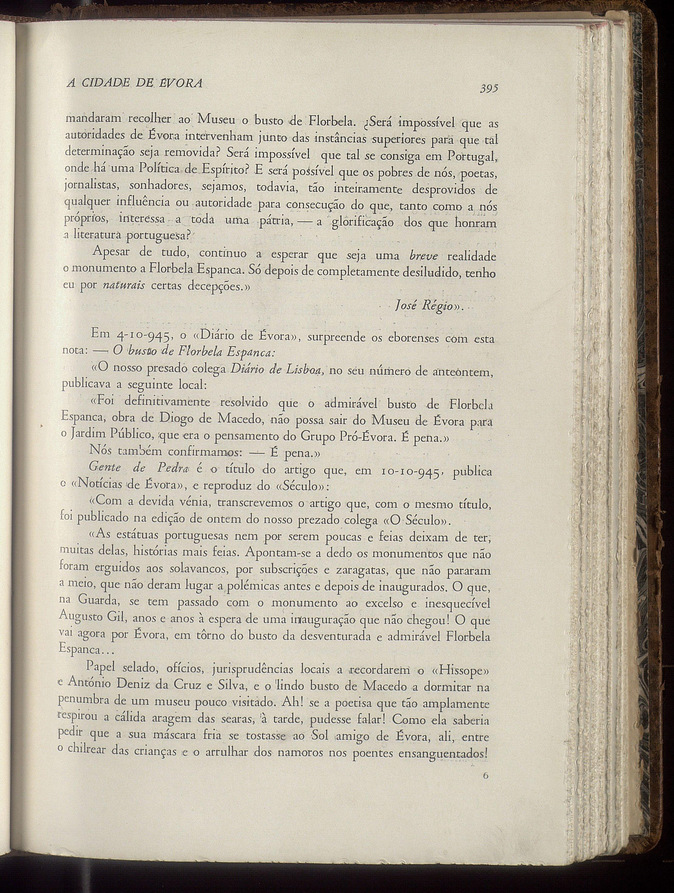 A CIDADE DE ÉVORA
395
mandaram recolher ao Museu o busto de Florbela. ¿Será impossível que as
autoridades de Évora intervenham junto das instâncias superiores para que tal
determinação seja removida? Será impossível que tal se consiga em Portugal,
onde há uma Política de Espírito? E será possível que os pobres de nós, poetas,
jornalistas, sonhadores, sejamos, todavia, tão inteiramente desprovidos de
qualquer influência ou autoridade para consecução do que, tanto como a nós
próprios, interessa a toda uma pátria, — a glorificação dos que honram
a literatura portuguesa?
Apesar de tudo, continuo a esperar que seja uma breve realidade
o monumento a Florbela Espanca. Só depois de completamente desiludido, tenho
eu por naturais certas decepções.»
José Régio».
Em 4-10-945, o «Diário de Évora», surpreende os eborenses com esta
nota: — O busto de Florbela Espanca:
«O nosso presado colega Diário de Lisboa, no seu número de anteontem,
publicava a seguinte local:
«Foi definitivamente resolvido que o admirável busto de Florbela
Espanca, obra de Diogo de Macedo, não possa sair do Museu de Évora para
o Jardim Público, que era o pensamento do Grupo Pró-Évora. É pena.»
Nós também confirmamos: — É pena.»
Gente de Pedra é o título do artigo que, em 10-10-945, publica
o «Notícias de Évora», e reproduz do «Século»:
«Com a devida vénia, transcrevemos o artigo que, com o mesmo título,
foi publicado na edição de ontem do nosso prezado colega «O Século».
«As estátuas portuguesas nem por serem poucas e feias deixam de ter,
muitas delas, histórias mais feias. Apontam-se a dedo os monumentos que não
foram erguidos aos solavancos, por subscrições e zaragatas, que não pararam
a meio, que não deram lugar a polémicas antes e depois de inaugurados. O que,
na Guarda, se tem passado com o monumento ao excelso e inesquecível
Augusto Gil, anos e anos à espera de uma inauguração que não chegou! O que
vai agora por Évora, em tôrno do busto da desventurada e admirável Florbela
Espanca...
Papel selado, ofícios, jurisprudências locais a recordarem o «Hissope»
e António Deniz da Cruz e Silva, e o lindo busto de Macedo a dormitar na
penumbra de um museu pouco visitado. Ah! se a poetisa que tão amplamente
respirou a cálida aragem das searas, à tarde, pudesse falar! Como ela saberia
pedir que a sua máscara fria se tostasse ao Sol amigo de Évora, ali, entre
o chilrear das crianças e o arrulhar dos namoros nos poentes ensanguentados!
6